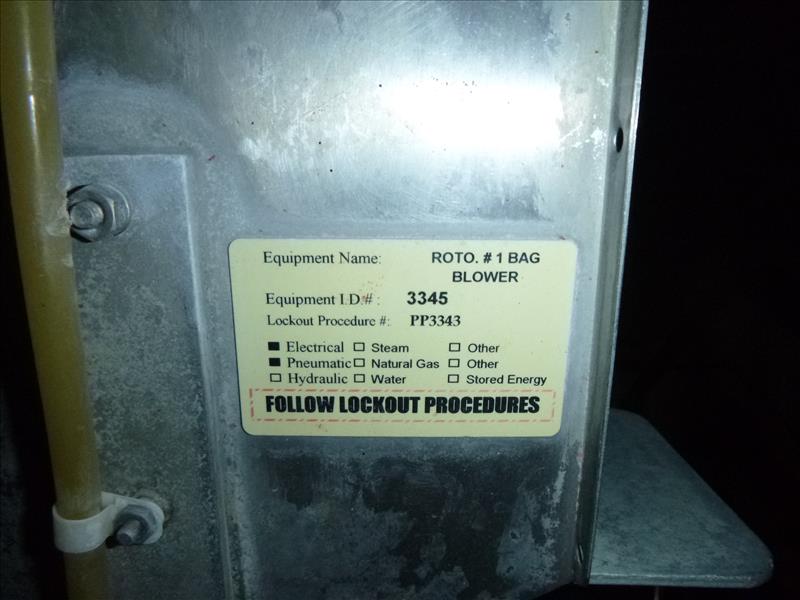 Equipment Name: ROTO. # 1 BAG
BLOWER
Equipment I.D.# : 3345
Lockout Procedure #: PP3343
■ Electrical □ Steam □ Other
■ Pneumatic □ Natural Gas □ Other
□ Hydraulic □ Water □ Stored Energy
FOLLOW LOCKOUT PROCEDURES